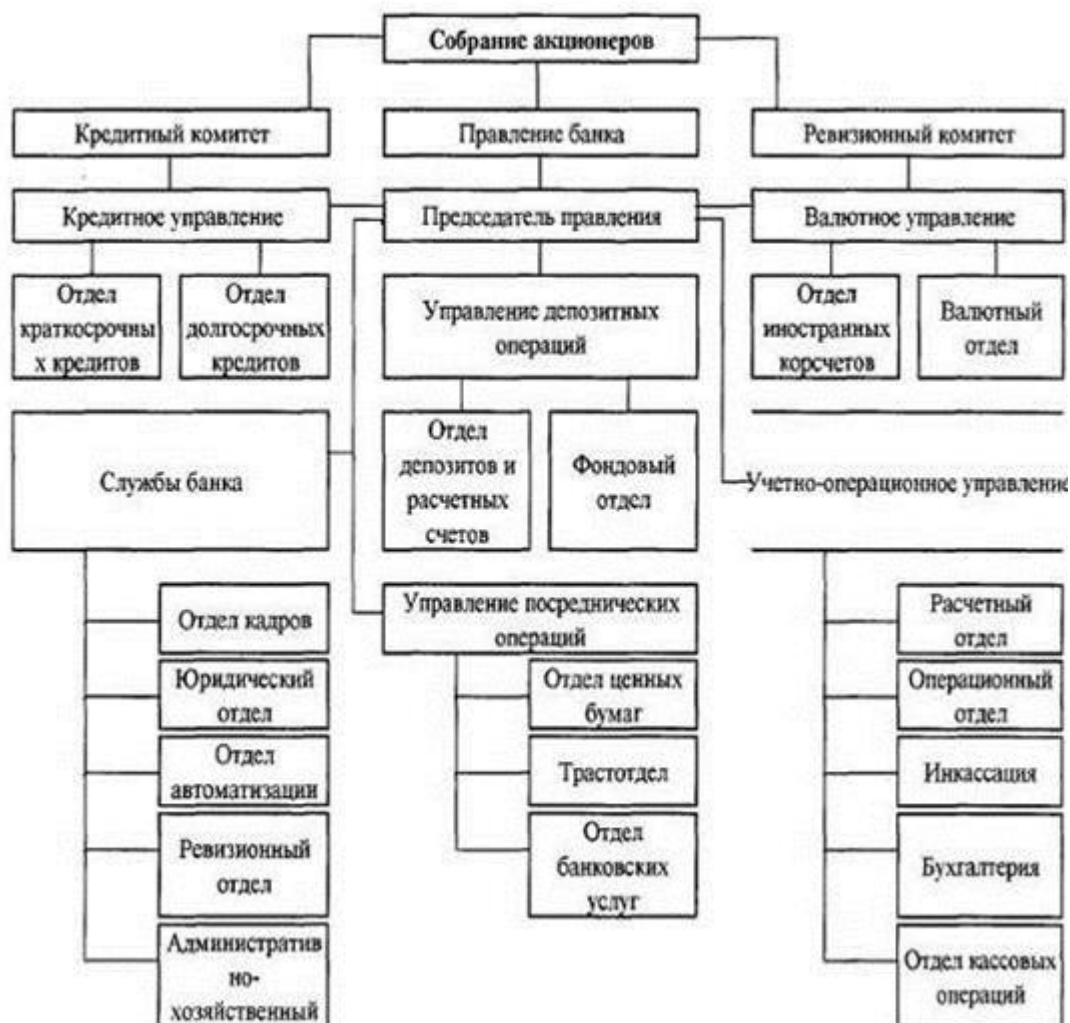 Собрание акционеров
Кредитный комитет
Правление банка
Ревизионный комитет
Кредитное управление
Председатель правления
Валютное управление
Отдел
краткосрочны
х кредитов
Отдел
долгосрочных
кредитов
Управление депозитных
операций
Отдел
иностранных
корсчетов
Валютный
отдел
Службы банка
Отдел
депозитов и
расчетных
счетов
Фондовый
отдел
Учетно-операционное управление
Отдел кадров
Юридический
отдел
Отдел
автоматизации
Ревизионный
отдел
Административ
но-
хозяйственный
Управление посреднических
операций
Отдел ценных
бумаг
Трастотдел
Отдел
банковских
услуг
Расчетный
отдел
Операционный
отдел
Инкассация
Бухгалтерия
Отдел кассовых
операций